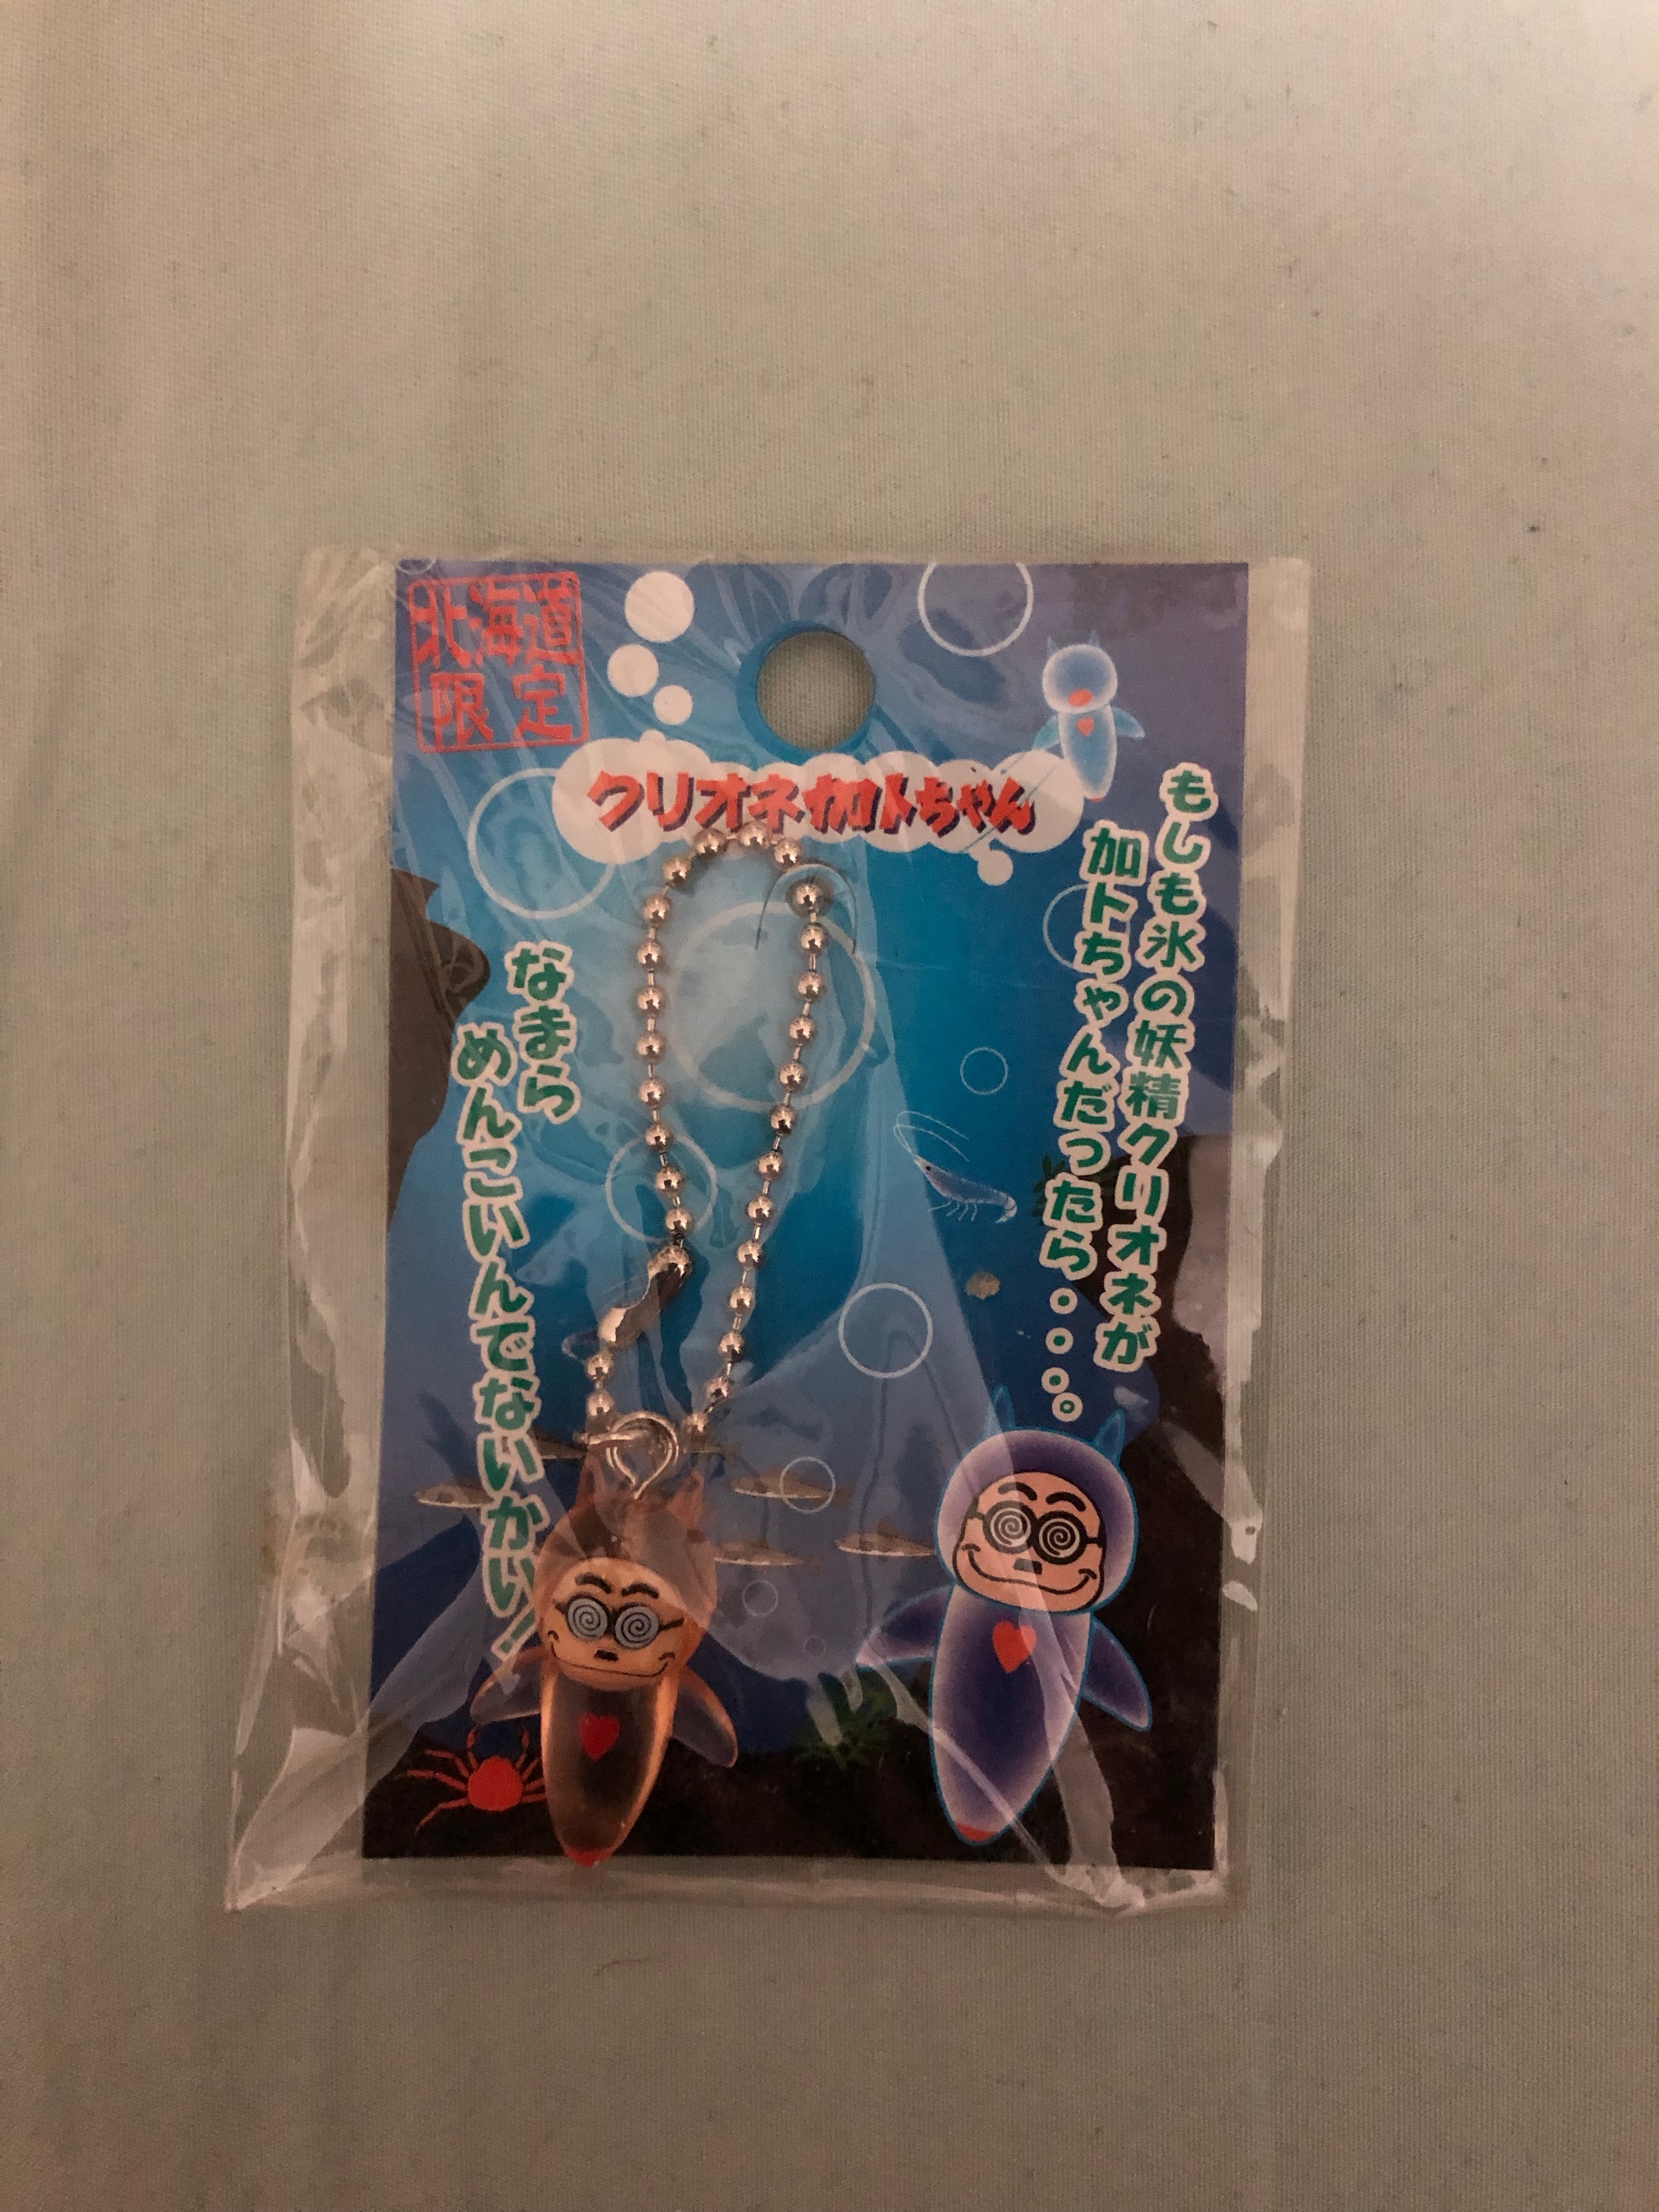 北海道
限定
クリオネ加トちゃん
もしも氷の妖精クリオネが
加トちゃんだったら・・・・。。
なまら
めんこいんでないかい!